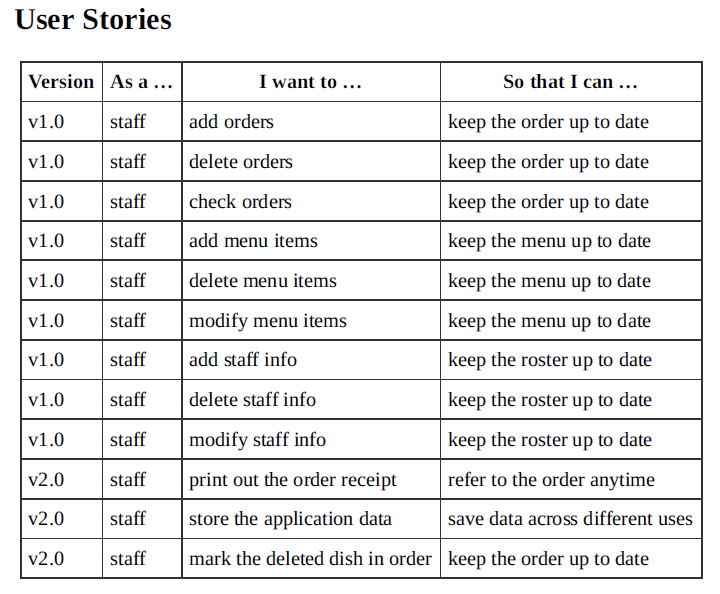 User Stories
Version As a … I want to … So that I can …
v1.0 staff add orders keep the order up to date
v1.0 staff delete orders keep the order up to date
v1.0 staff check orders keep the order up to date
v1.0 staff add menu items keep the menu up to date
v1.0 staff delete menu items keep the menu up to date
v1.0 staff modify menu items keep the menu up to date
v1.0 staff add staff info keep the roster up to date
v1.0 staff delete staff info keep the roster up to date
v1.0 staff modify staff info keep the roster up to date
v2.0 staff print out the order receipt refer to the order anytime
v2.0 staff store the application data save data across different uses
v2.0 staff mark the deleted dish in order keep the order up to date